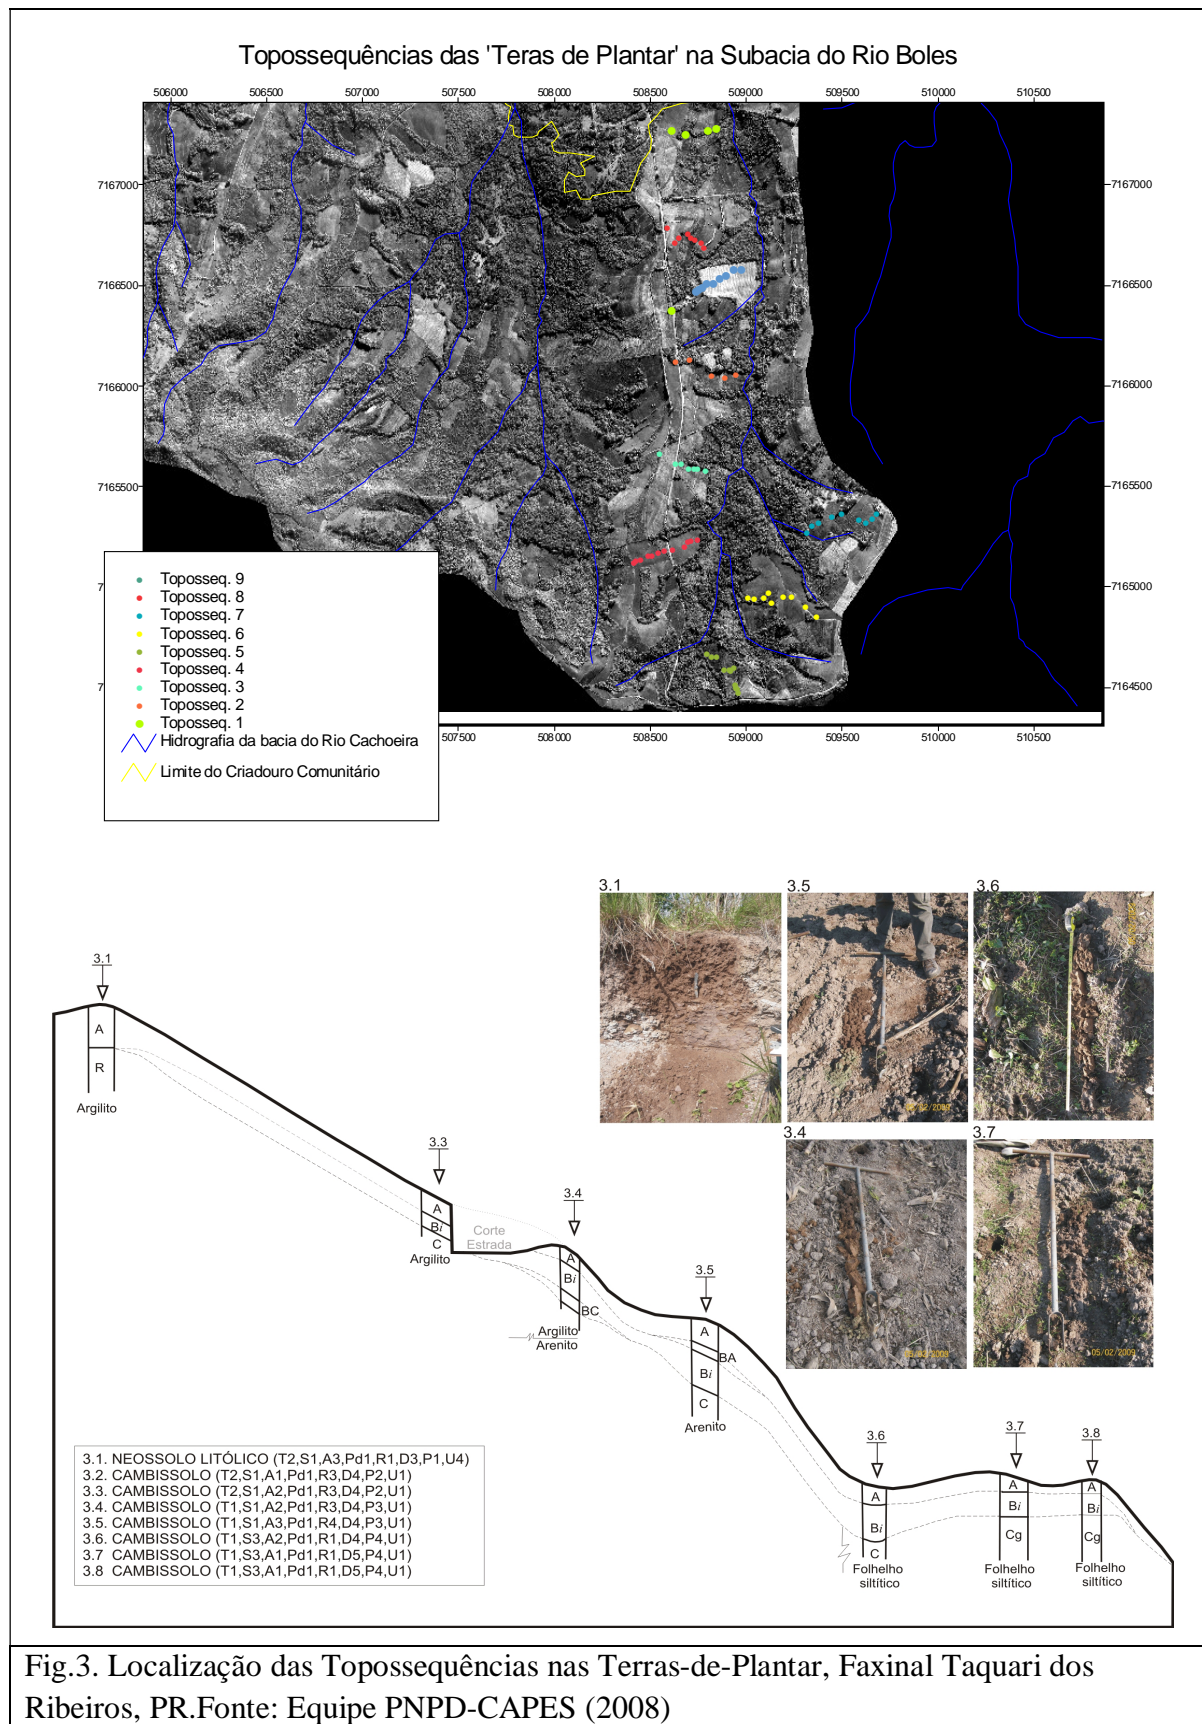 Topossequências das 'Teras de Plantar' na Subacia do Rio Boles
506000 506500 507000 507500 508000 508500 509000 509500 510000 510500
7167000 7167000
7166500 7166500
7166000 7166000
7165500 7165500
7 7165000
7 7164500
507500 508000 508500 509000 509500 510000 510500
Toposseq. 9
Toposseq. 8
Toposseq. 7
Toposseq. 6
Toposseq. 5
Toposseq. 4
Toposseq. 3
Toposseq. 2
Toposseq. 1
Hidrografia da bacia do Rio Cachoeira
Limite do Criadouro Comunitário
3.1 3.5 3.6
3.4 3.7
05/02/2009
3.1
A
R
Argilito
3.3
A
Bi
C
Argilito
Corte
Estrada
3.4
A
Bi
BC
Argilito
Arenito
3.5
A
BA
Bi
C
Arenito
3.6
A
Bi
C
Folhelho
siltítico
3.7
A
Bi
Cg
Folhelho
siltítico
3.8
A
Bi
Cg
Folhelho
siltítico
3.1. NEOSSOLO LITÓLICO (T2,S1,A3,Pd1,R1,D3,P1,U4)
3.2. CAMBISSOLO (T2,S1,A1,Pd1,R3,D4,P2,U1)
3.3. CAMBISSOLO (T2,S1,A2,Pd1,R3,D4,P2,U1)
3.4. CAMBISSOLO (T1,S1,A2,Pd1,R3,D4,P3,U1)
3.5. CAMBISSOLO (T1,S1,A3,Pd1,R4,D4,P3,U1)
3.6. CAMBISSOLO (T1,S3,A2,Pd1,R1,D4,P4,U1)
3.7 CAMBISSOLO (T1,S3,A1,Pd1,R1,D5,P4,U1)
3.8 CAMBISSOLO (T1,S3,A1,Pd1,R1,D5,P4,U1)
Fig.3. Localização das Topossequências nas Terras-de-Plantar, Faxinal Taquari dos
Ribeiros, PR.Fonte: Equipe PNPD-CAPES (2008)